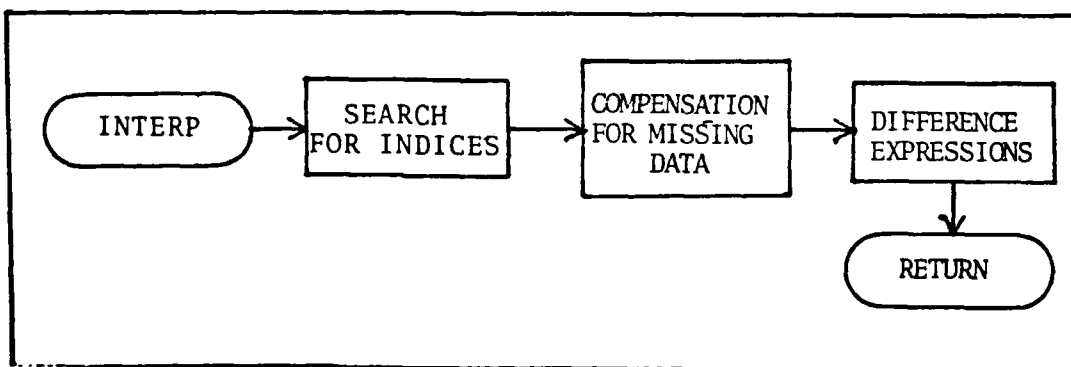 INTERP
SEARCH
FOR INDICES
COMPENSATION
FOR MISSING
DATA
DIFFERENCE
EXPRESSIONS
RETURN